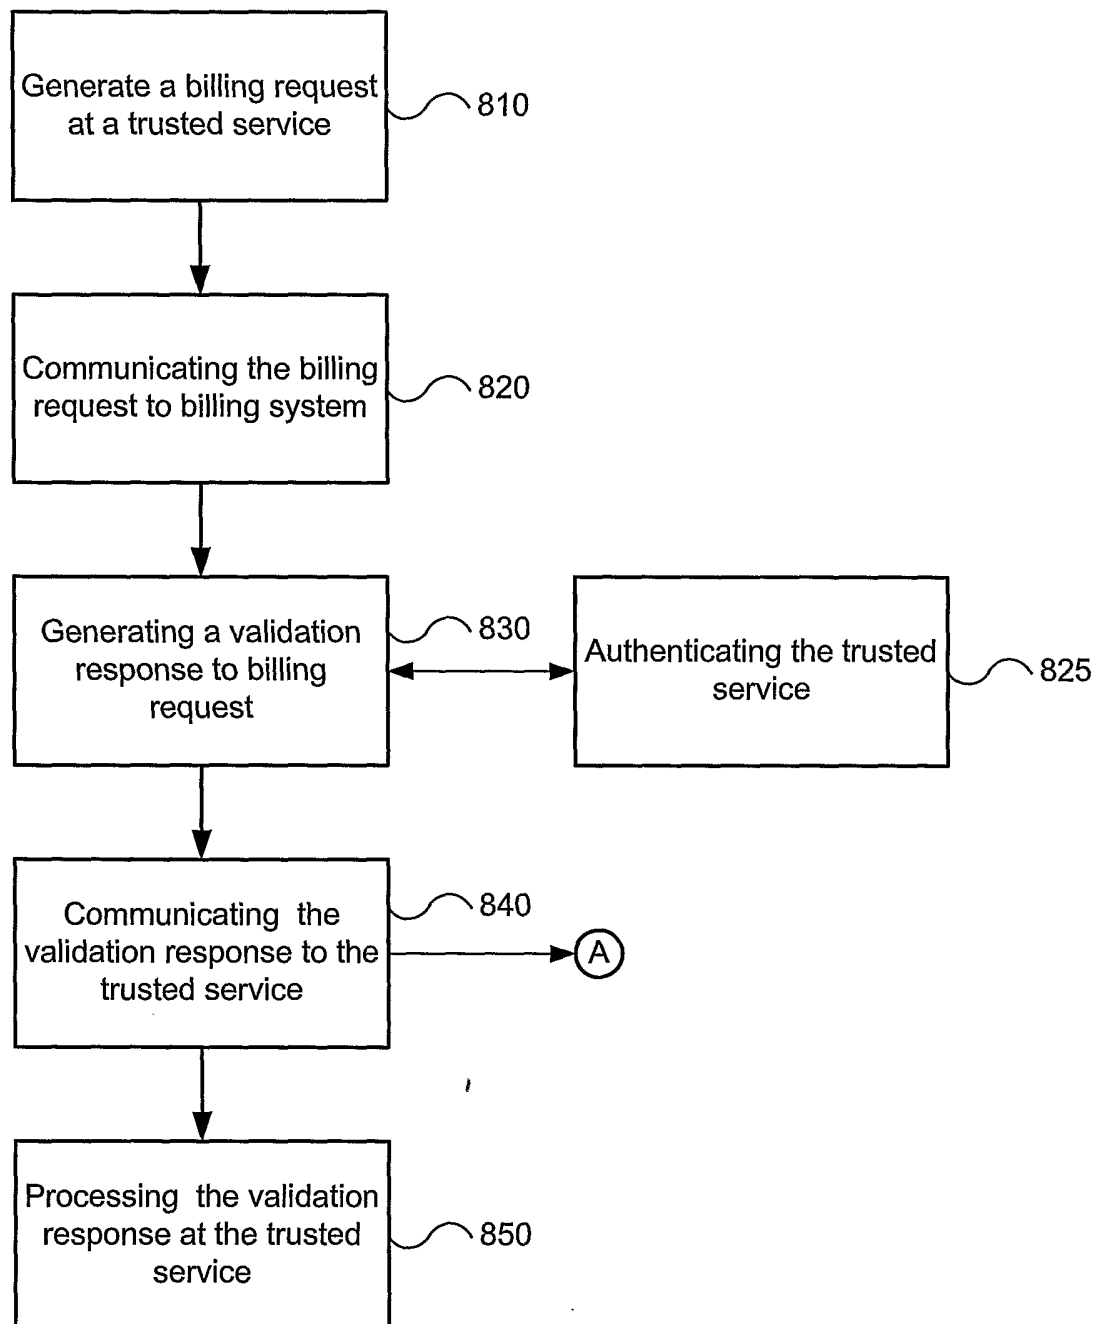 Generate a billing request
at a trusted service
810
Communicating the billing
request to billing system
820
Generating a validation
response to billing
request
830
Authenticating the trusted
service
825
Communicating the
validation response to the
trusted service
840
A
Processing the validation
response at the trusted
service
850